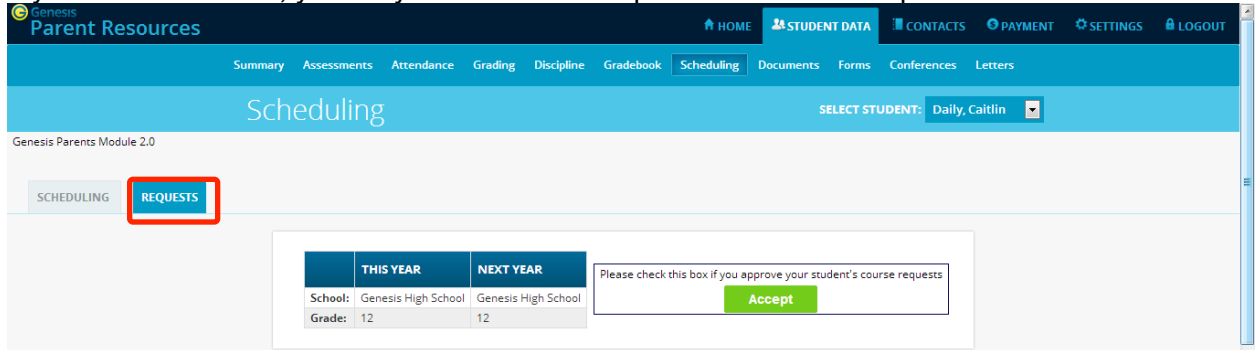 Genesis
Parent Resources
HOME STUDENT DATA CONTACTS PAYMENT SETTINGS LOGOUT
Summary Assessments Attendance Grading Discipline Gradebook Scheduling Documents Forms Conferences Letters
Scheduling
SELECT STUDENT: Daily, Caitlin
Genesis Parents Module 2.0
SCHEDULING REQUESTS
THIS YEAR NEXT YEAR
School: Genesis High School Genesis High School
Grade: 12 12
Please check this box if you approve your student's course requests
Accept